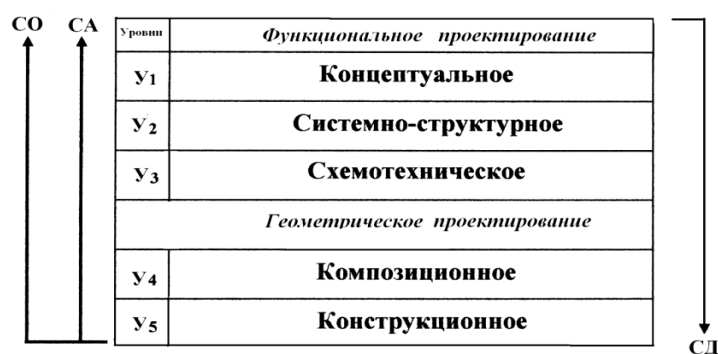 СО СА
Уровни Функциональное проектирование
У1 Концептуальное
У2 Системно-структурное
У3 Схемотехническое
Геометрическое проектирование
У4 Композиционное
У5 Конструкционное
СД